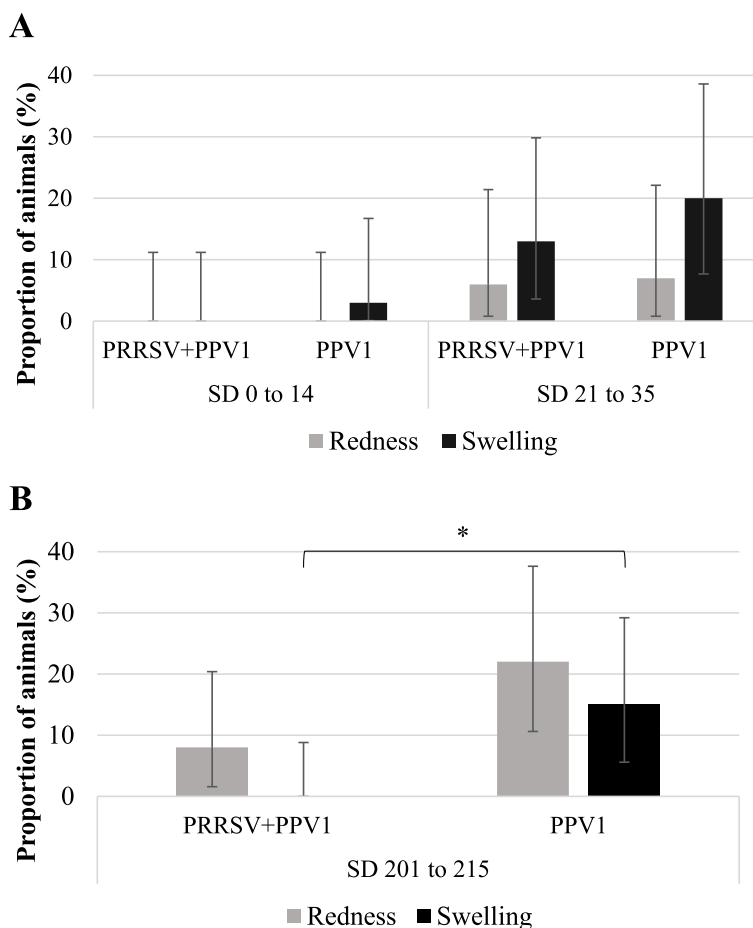 A
Proportion of animals (%)
40
30
20
10
0
PRRSV+PPV1 PPV1 PRRSV+PPV1 PPV1
SD 0 to 14 SD 21 to 35
Redness Swelling
B
Proportion of animals (%)
40
30
20
10
0
*
PRRSV+PPV1 PPV1
SD 201 to 215
Redness Swelling